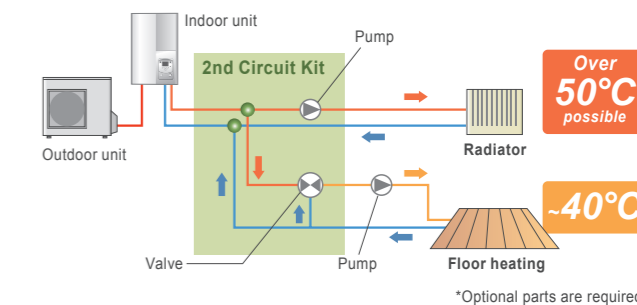 Indoor unit
Pump
2nd Circuit Kit
Over
50°C
possible
Outdoor unit
Radiator
~40°C
Valve
Pump
Floor heating
*Optional parts are required